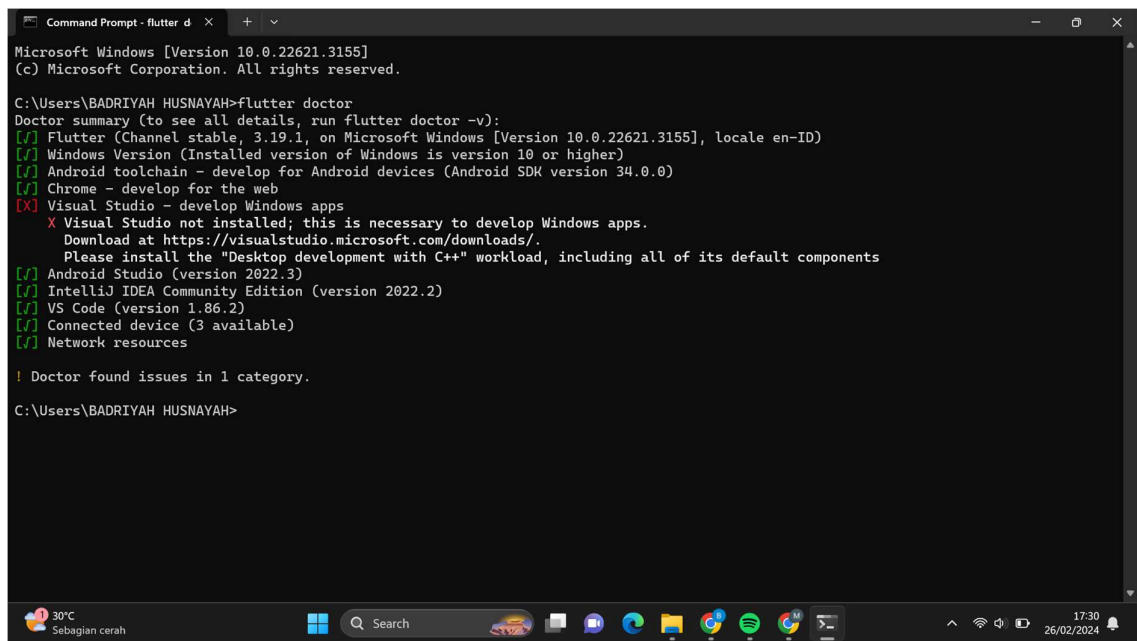 Command Prompt - flutter d
Microsoft Windows [Version 10.0.22621.3155]
(c) Microsoft Corporation. All rights reserved.
C:\Users\BADRIYAH HUSNAYAH>flutter doctor
Doctor summary (to see all details, run flutter doctor -v):
[√] Flutter (Channel stable, 3.19.1, on Microsoft Windows [Version 10.0.22621.3155], locale en-ID)
[√] Windows Version (Installed version of Windows is version 10 or higher)
[√] Android toolchain - develop for Android devices (Android SDK version 34.0.0)
[√] Chrome - develop for the web
[X] Visual Studio - develop Windows apps
X Visual Studio not installed; this is necessary to develop Windows apps.
Download at https://visualstudio.microsoft.com/downloads/.
Please install the "Desktop development with C++" workload, including all of its default components
[√] Android Studio (version 2022.3)
[√] IntelliJ IDEA Community Edition (version 2022.2)
[√] VS Code (version 1.86.2)
[√] Connected device (3 available)
[√] Network resources
! Doctor found issues in 1 category.
C:\Users\BADRIYAH HUSNAYAH>
1
30°C
Sebagian cerah
Search
B
M
17:30
26/02/2024